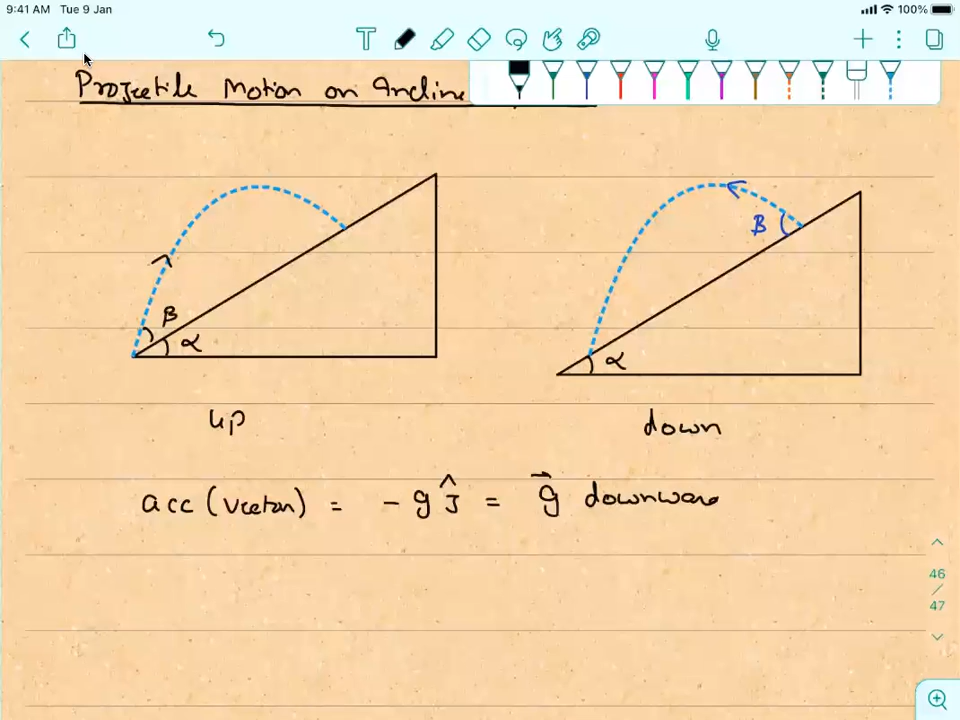 9:41 AM Tue 9 Jan
100%
Projectile Motion on Incline
β
α
β
α
up
down
acc (vector) = - g ĵ = g⃗ downward
46
/
47